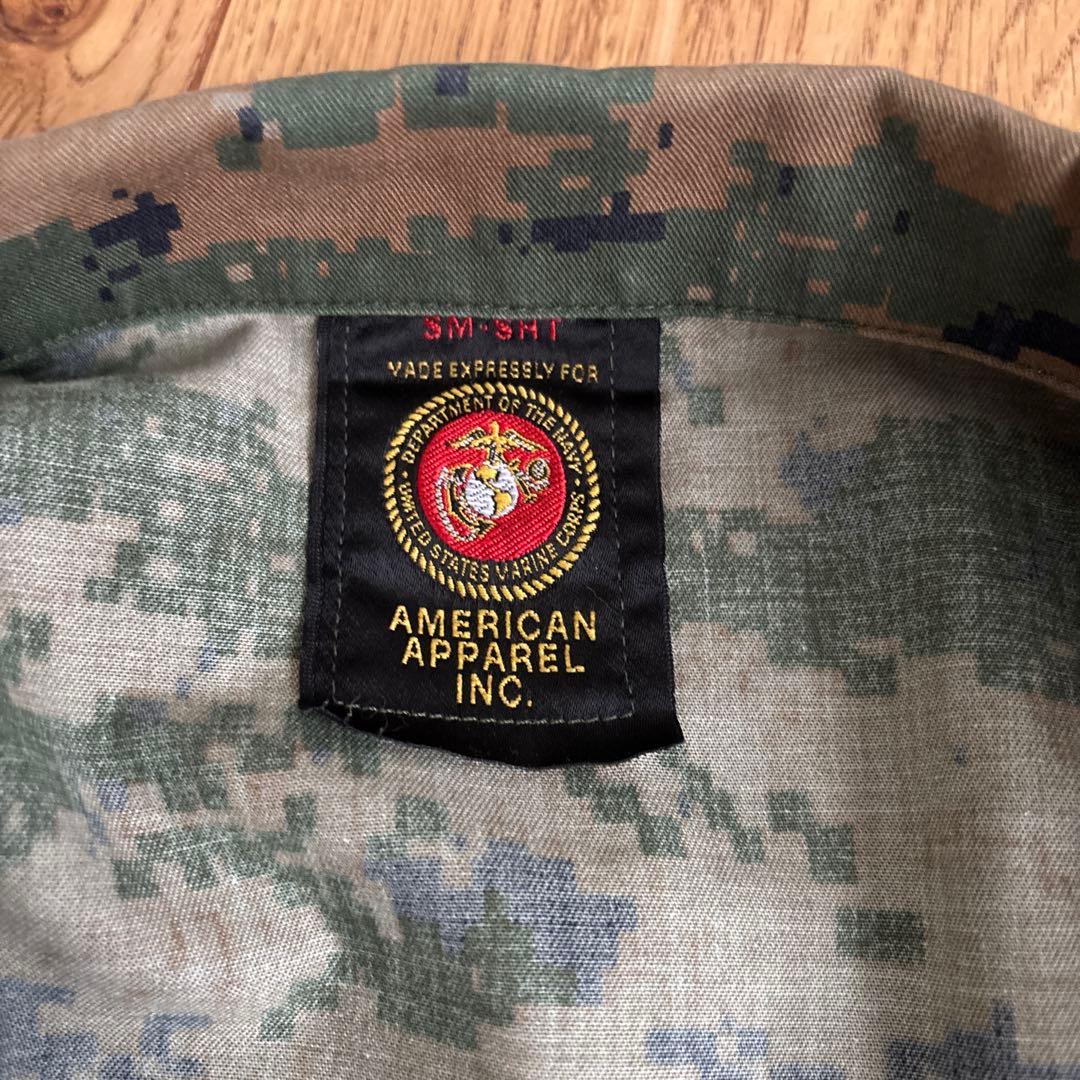 SM-SHT
MADE EXPRESSLY FOR
DEPARTMENT OF THE NAVY
UNITED STATES MARINE CORPS
AMERICAN
APPAREL
INC.